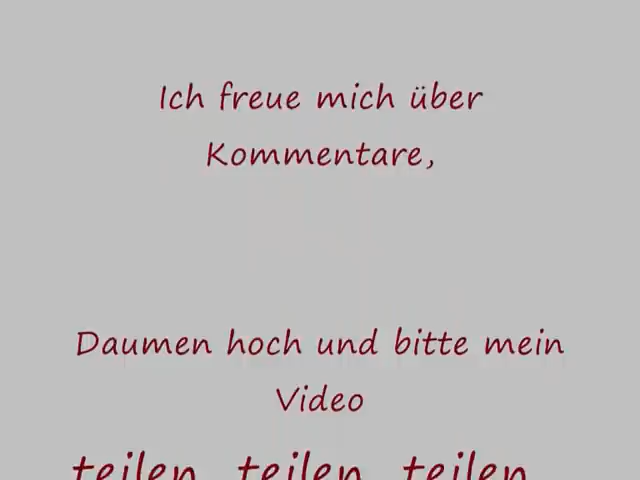 Ich freue mich über
Kommentare,
Daumen hoch und bitte mein
Video
teilen teilen teilen